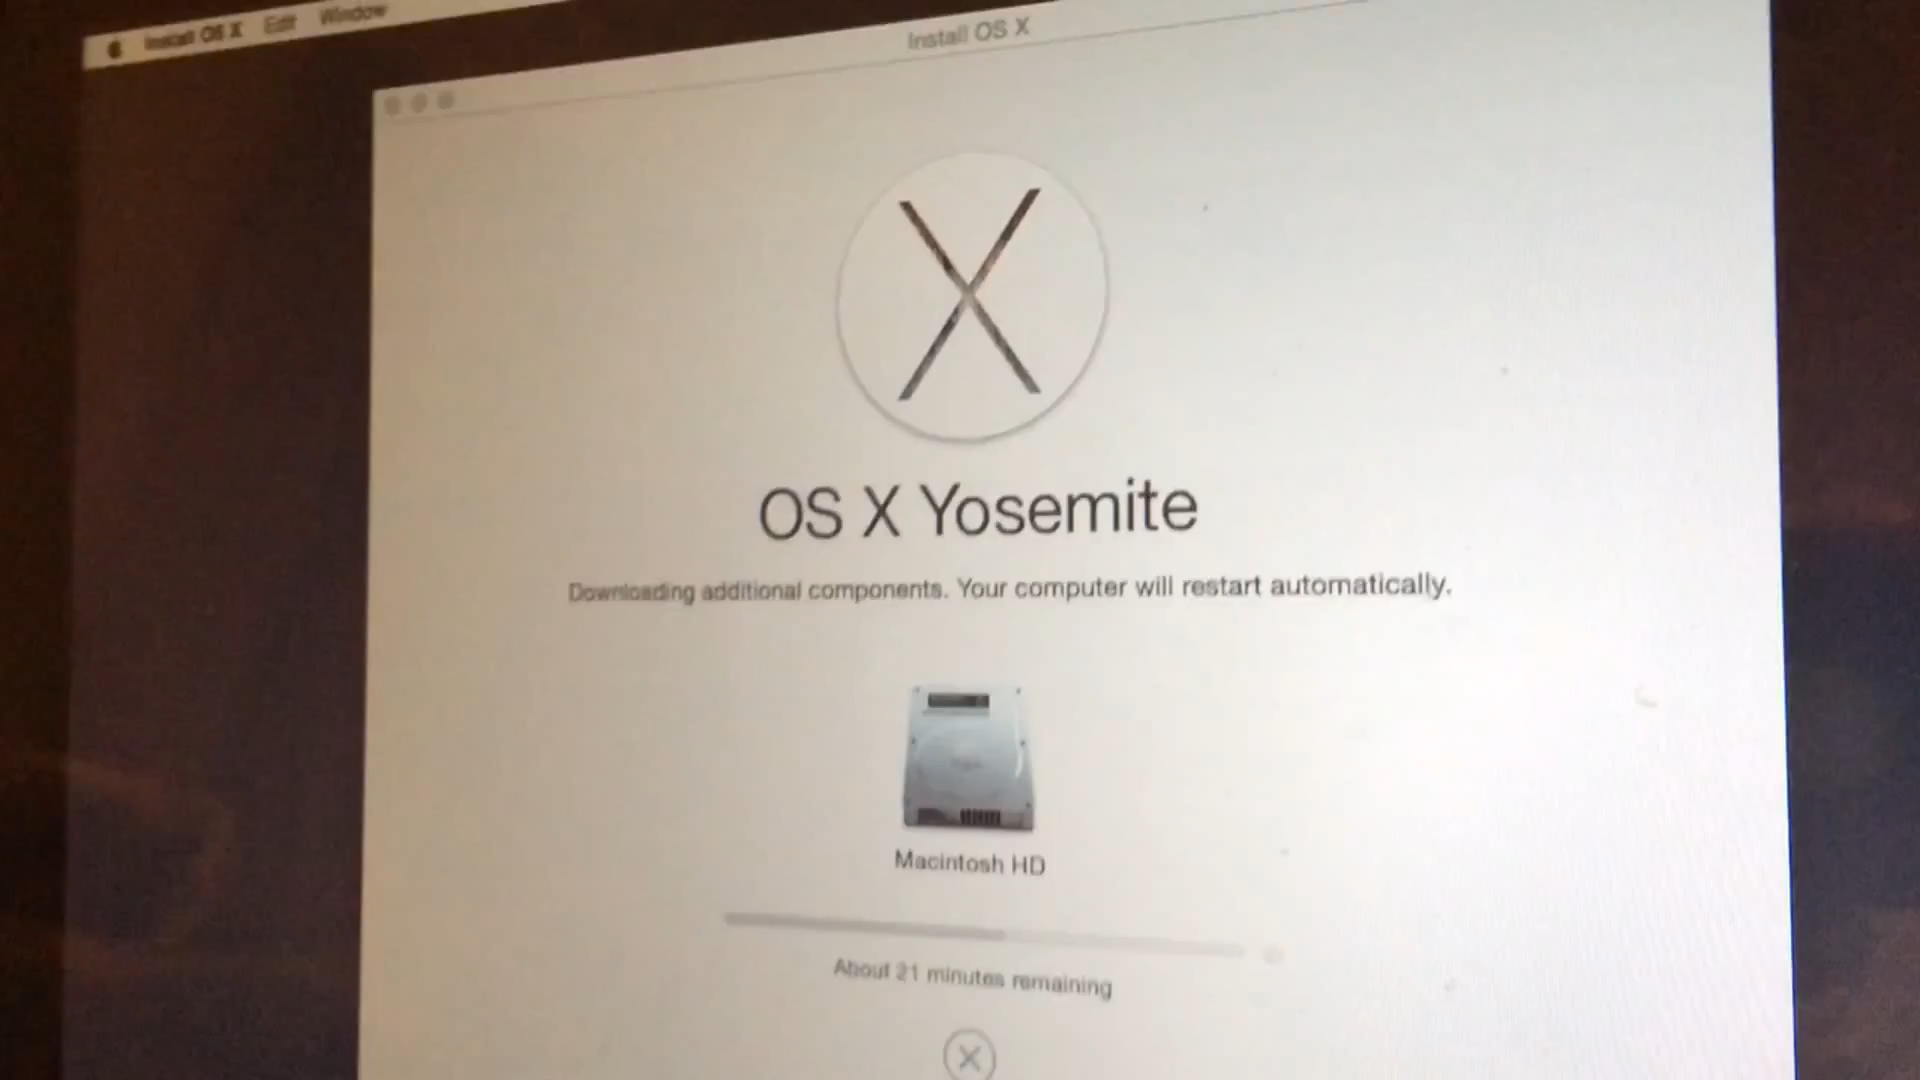 Install OS X Edit Window
Install OS X
OS X Yosemite
Downloading additional components. Your computer will restart automatically.
Macintosh HD
About 21 minutes remaining